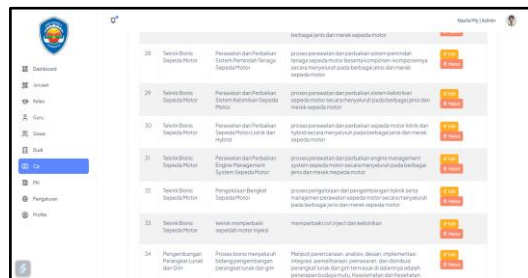 Naufal My | Admin
Dashboard
Jurusan
Kelas
Guru
Siswa
Dudi
Cp
Pkl
Pengaturan
Profile
berbagai jenis dan merek sepeda motor
Hapus
28 Teknik Bisnis Sepeda Motor Perawatan dan Perbaikan Sistem Pemindah Tenaga Sepeda Motor proses perawatan dan perbaikan sistem pemindah tenaga sepeda motor beserta komponen-komponennya secara menyeluruh pada berbagai jenis dan merek sepeda motor
Edit
Hapus
29 Teknik Bisnis Sepeda Motor Perawatan dan Perbaikan Sistem Kelistrikan Sepeda Motor. proses perawatan dan perbaikan sistem kelistrikan sepeda motor secara menyeluruh pada berbagai jenis dan merek sepeda motor
Edit
Hapus
30 Teknik Bisnis Sepeda Motor Perawatan dan Perbaikan Sepeda Motor Listrik dan Hybrid proses perawatan dan perbaikan sepeda motor listrik dan hybrid secara menyeluruh pada berbagai jenis dan merek sepeda motor
Edit
Hapus
31 Teknik Bisnis Sepeda Motor Perawatan dan Perbaikan Engine Management System Sepeda Motor proses perawatan dan perbaikan engine management system sepeda motor secara menyeluruh pada berbagai jenis dan merek sepeda motor
Edit
Hapus
32 Teknik Bisnis Sepeda Motor Pengelolaan Bengkel Sepeda Motor proses pengelolaan dan pengembangan teknik serta manajemen perawatan sepeda motor secara menyeluruh pada berbagai jenis dan merek sepeda motor
Edit
Hapus
33 Teknik Bisnis Sepeda Motor teknik memperbaiki sepedah motor injeksi memperbaiki cvt,inject dan kelistrikan
Edit
Hapus
34 Pengembangan Perangkat Lunak dan Gim Proses bisnis menyeluruh bidang pengembangan perangkat lunak dan gim Meliputi perencanaan, analisis, desain, implementasi, integrasi, pemeliharaan, pemasaran, dan distribusi perangkat lunak dan gim termasuk di dalamnya adalah penerapan budaya mutu, Keselamatan dan Kesehatan
Edit
Hapus